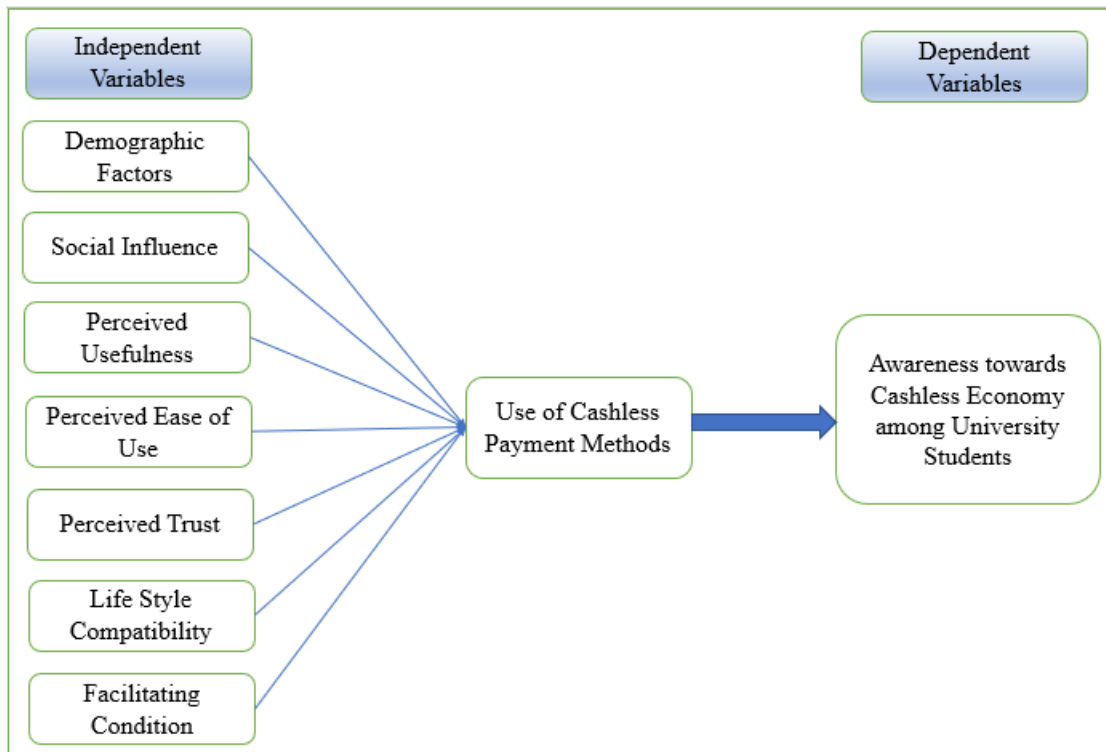 Independent
Variables
Dependent
Variables
Demographic
Factors
Social Influence
Perceived
Usefulness
Perceived Ease of
Use
Perceived Trust
Life Style
Compatibility
Facilitating
Condition
Use of Cashless
Payment Methods
Awareness towards
Cashless Economy
among University
Students